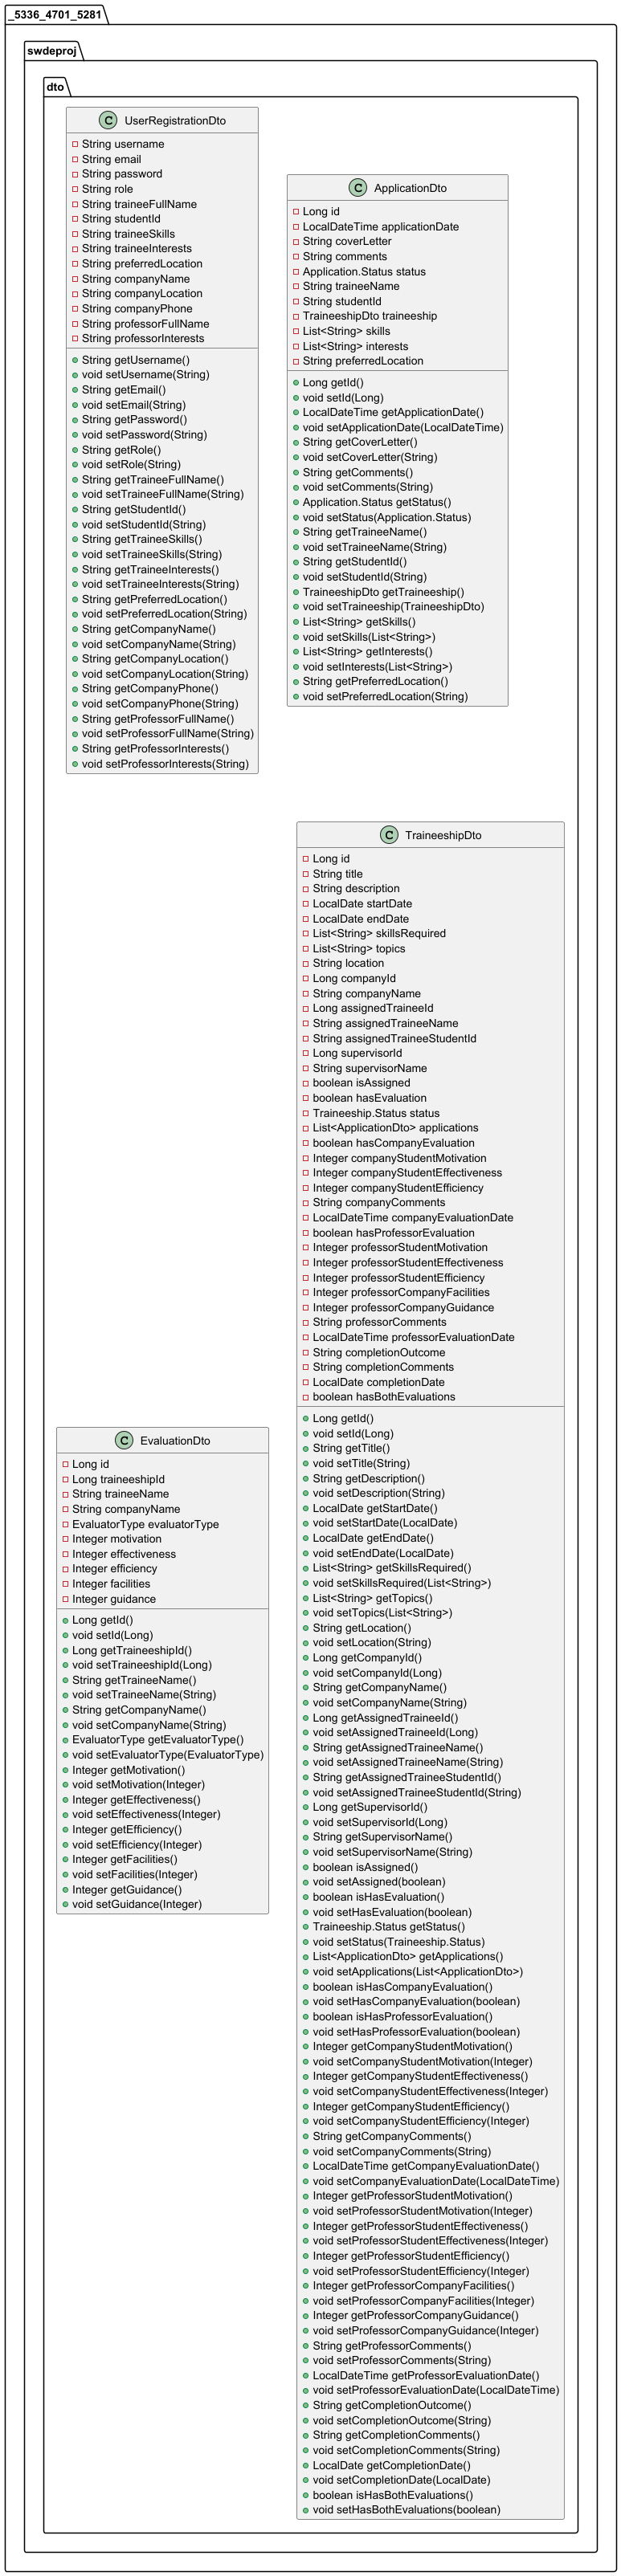 _5336_4701_5281
swdeproj
dto
C UserRegistrationDto
String username
String email
String password
String role
String traineeFullName
String studentId
String traineeSkills
String traineeInterests
String preferredLocation
String companyName
String companyLocation
String companyPhone
String professorFullName
String professorInterests
String getUsername()
void setUsername(String)
String getEmail()
void setEmail(String)
String getPassword()
void setPassword(String)
String getRole()
void setRole(String)
String getTraineeFullName()
void setTraineeFullName(String)
String getStudentId()
void setStudentId(String)
String getTraineeSkills()
void setTraineeSkills(String)
String getTraineeInterests()
void setTraineeInterests(String)
String getPreferredLocation()
void setPreferredLocation(String)
String getCompanyName()
void setCompanyName(String)
String getCompanyLocation()
void setCompanyLocation(String)
String getCompanyPhone()
void setCompanyPhone(String)
String getProfessorFullName()
void setProfessorFullName(String)
String getProfessorInterests()
void setProfessorInterests(String)
C ApplicationDto
Long id
LocalDateTime applicationDate
String coverLetter
String comments
Application.Status status
String traineeName
String studentId
TraineeshipDto traineeship
List<String> skills
List<String> interests
String preferredLocation
Long getId()
void setId(Long)
LocalDateTime getApplicationDate()
void setApplicationDate(LocalDateTime)
String getCoverLetter()
void setCoverLetter(String)
String getComments()
void setComments(String)
Application.Status getStatus()
void setStatus(Application.Status)
String getTraineeName()
void setTraineeName(String)
String getStudentId()
void setStudentId(String)
TraineeshipDto getTraineeship()
void setTraineeship(TraineeshipDto)
List<String> getSkills()
void setSkills(List<String>)
List<String> getInterests()
void setInterests(List<String>)
String getPreferredLocation()
void setPreferredLocation(String)
C TraineeshipDto
Long id
String title
String description
LocalDate startDate
LocalDate endDate
List<String> skillsRequired
List<String> topics
String location
Long companyId
String companyName
Long assignedTraineeId
String assignedTraineeName
String assignedTraineeStudentId
Long supervisorId
String supervisorName
boolean isAssigned
boolean hasEvaluation
Traineeship.Status status
List<ApplicationDto> applications
boolean hasCompanyEvaluation
Integer companyStudentMotivation
Integer companyStudentEffectiveness
Integer companyStudentEfficiency
String companyComments
LocalDateTime companyEvaluationDate
boolean hasProfessorEvaluation
Integer professorStudentMotivation
Integer professorStudentEffectiveness
Integer professorStudentEfficiency
Integer professorCompanyFacilities
Integer professorCompanyGuidance
String professorComments
LocalDateTime professorEvaluationDate
String completionOutcome
String completionComments
LocalDate completionDate
boolean hasBothEvaluations
Long getId()
void setId(Long)
String getTitle()
void setTitle(String)
String getDescription()
void setDescription(String)
LocalDate getStartDate()
void setStartDate(LocalDate)
LocalDate getEndDate()
void setEndDate(LocalDate)
List<String> getSkillsRequired()
void setSkillsRequired(List<String>)
List<String> getTopics()
void setTopics(List<String>)
String getLocation()
void setLocation(String)
Long getCompanyId()
void setCompanyId(Long)
String getCompanyName()
void setCompanyName(String)
Long getAssignedTraineeId()
void setAssignedTraineeId(Long)
String getAssignedTraineeName()
void setAssignedTraineeName(String)
String getAssignedTraineeStudentId()
void setAssignedTraineeStudentId(String)
Long getSupervisorId()
void setSupervisorId(Long)
String getSupervisorName()
void setSupervisorName(String)
boolean isAssigned()
void setAssigned(boolean)
boolean isHasEvaluation()
void setHasEvaluation(boolean)
Traineeship.Status getStatus()
void setStatus(Traineeship.Status)
List<ApplicationDto> getApplications()
void setApplications(List<ApplicationDto>)
boolean isHasCompanyEvaluation()
void setHasCompanyEvaluation(boolean)
boolean isHasProfessorEvaluation()
void setHasProfessorEvaluation(boolean)
Integer getCompanyStudentMotivation()
void setCompanyStudentMotivation(Integer)
Integer getCompanyStudentEffectiveness()
void setCompanyStudentEffectiveness(Integer)
Integer getCompanyStudentEfficiency()
void setCompanyStudentEfficiency(Integer)
String getCompanyComments()
void setCompanyComments(String)
LocalDateTime getCompanyEvaluationDate()
void setCompanyEvaluationDate(LocalDateTime)
Integer getProfessorStudentMotivation()
void setProfessorStudentMotivation(Integer)
Integer getProfessorStudentEffectiveness()
void setProfessorStudentEffectiveness(Integer)
Integer getProfessorStudentEfficiency()
void setProfessorStudentEfficiency(Integer)
Integer getProfessorCompanyFacilities()
void setProfessorCompanyFacilities(Integer)
Integer getProfessorCompanyGuidance()
void setProfessorCompanyGuidance(Integer)
String getProfessorComments()
void setProfessorComments(String)
LocalDateTime getProfessorEvaluationDate()
void setProfessorEvaluationDate(LocalDateTime)
String getCompletionOutcome()
void setCompletionOutcome(String)
String getCompletionComments()
void setCompletionComments(String)
LocalDate getCompletionDate()
void setCompletionDate(LocalDate)
boolean isHasBothEvaluations()
void setHasBothEvaluations(boolean)
C EvaluationDto
Long id
Long traineeshipId
String traineeName
String companyName
EvaluatorType evaluatorType
Integer motivation
Integer effectiveness
Integer efficiency
Integer facilities
Integer guidance
Long getId()
void setId(Long)
Long getTraineeshipId()
void setTraineeshipId(Long)
String getTraineeName()
void setTraineeName(String)
String getCompanyName()
void setCompanyName(String)
EvaluatorType getEvaluatorType()
void setEvaluatorType(EvaluatorType)
Integer getMotivation()
void setMotivation(Integer)
Integer getEffectiveness()
void setEffectiveness(Integer)
Integer getEfficiency()
void setEfficiency(Integer)
Integer getFacilities()
void setFacilities(Integer)
Integer getGuidance()
void setGuidance(Integer)